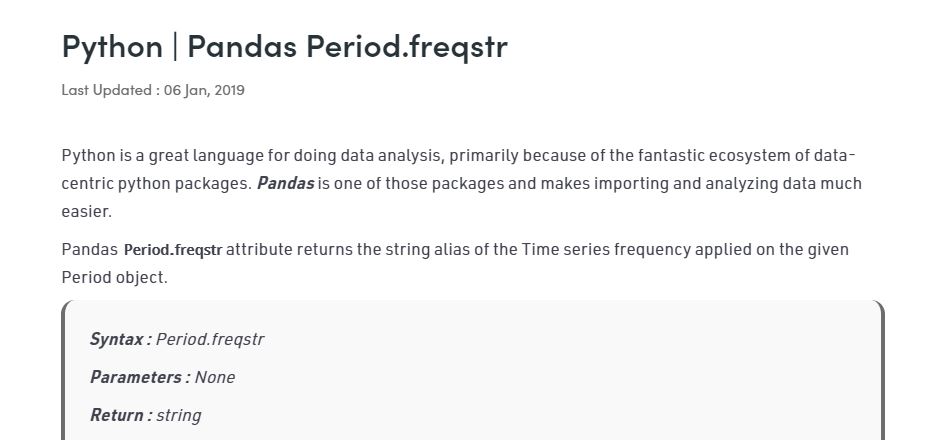 Python | Pandas Period.freqstr
Last Updated : 06 Jan, 2019
Python is a great language for doing data analysis, primarily because of the fantastic ecosystem of data-
centric python packages. Pandas is one of those packages and makes importing and analyzing data much
easier.
Pandas Period.freqstr attribute returns the string alias of the Time series frequency applied on the given
Period object.
Syntax : Period.freqstr
Parameters : None
Return : string